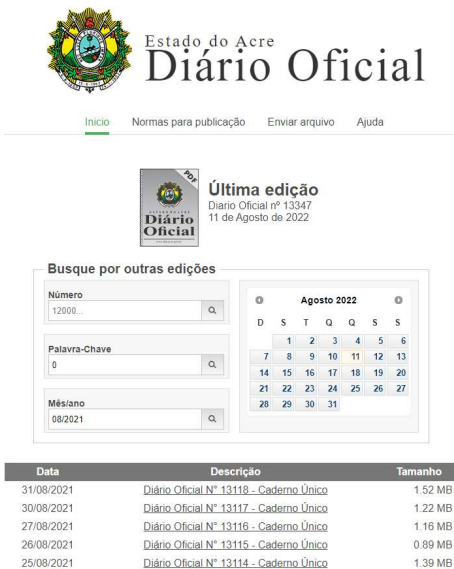 Estado do Acre
Diário Oficial
Inicio Normas para publicação Enviar arquivo Ajuda
PDF
Diário
Oficial
Última edição
Diario Oficial nº 13347
11 de Agosto de 2022
Busque por outras edições
Número
12000...
Palavra-Chave
0
Mês/ano
08/2021
Agosto 2022
D S T Q Q S S
1 2 3 4 5 6
7 8 9 10 11 12 13
14 15 16 17 18 19 20
21 22 23 24 25 26 27
28 29 30 31
Data Descrição Tamanho
31/08/2021 Diário Oficial N° 13118 - Caderno Único 1.52 MB
30/08/2021 Diário Oficial N° 13117 - Caderno Único 1.22 MB
27/08/2021 Diário Oficial N° 13116 - Caderno Único 1.16 MB
26/08/2021 Diário Oficial N° 13115 - Caderno Único 0.89 MB
25/08/2021 Diário Oficial N° 13114 - Caderno Único 1.39 MB